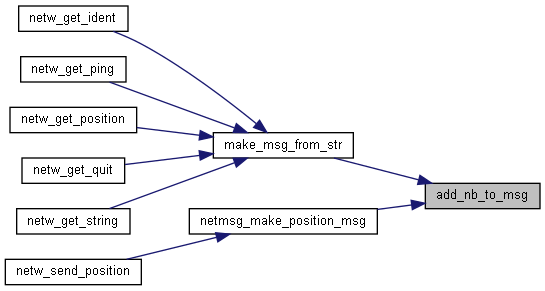 netw_get_ident
netw_get_ping
netw_get_position
make_msg_from_str
netw_get_quit
add_nb_to_msg
netw_get_string
netmsg_make_position_msg
netw_send_position